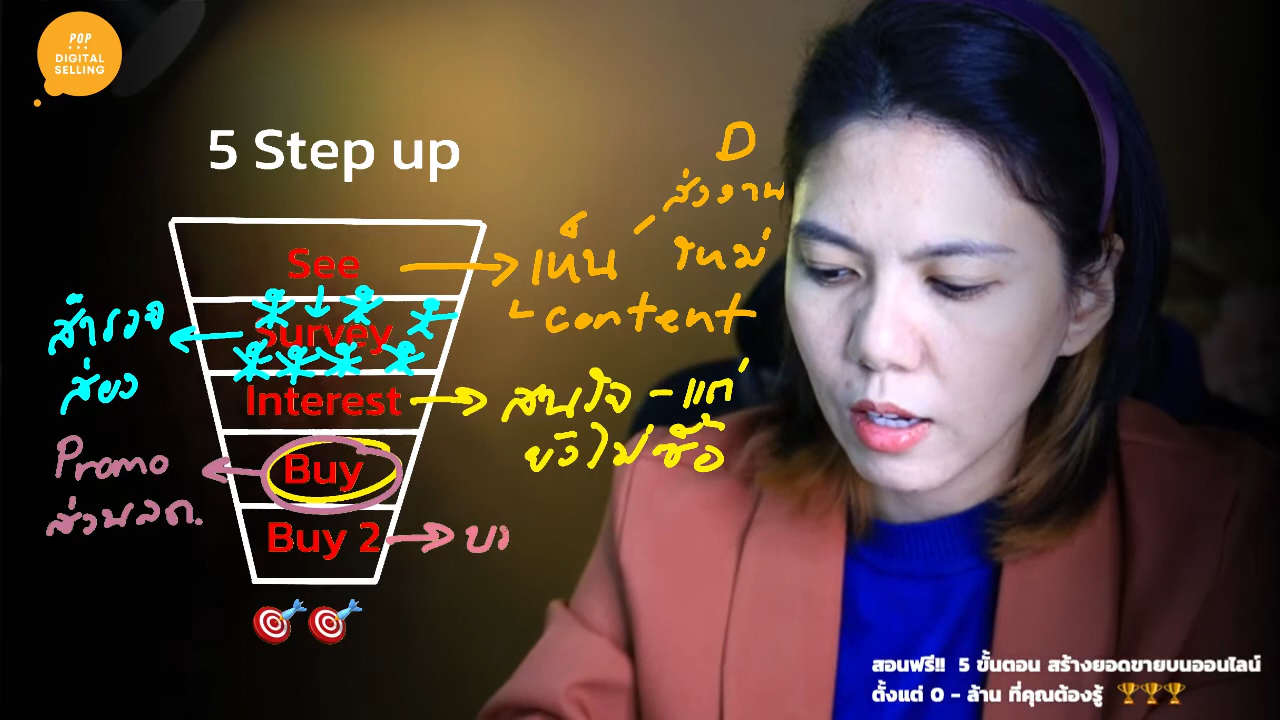 POP
DIGITAL
SELLING
5 Step up
D
ส่องาน
See
เห็น
ใหม่
content
สำรวจ
Survey
ส่อง
Interest
สนใจ - แต่
ยังไม่ซื้อ
Promo
Buy
ส่วนลด.
Buy 2
สอนฟรี!! 5 ขั้นตอน สร้างยอดขายบนออนไลน์
ตั้งแต่ 0 - ล้าน ที่คุณต้องรู้